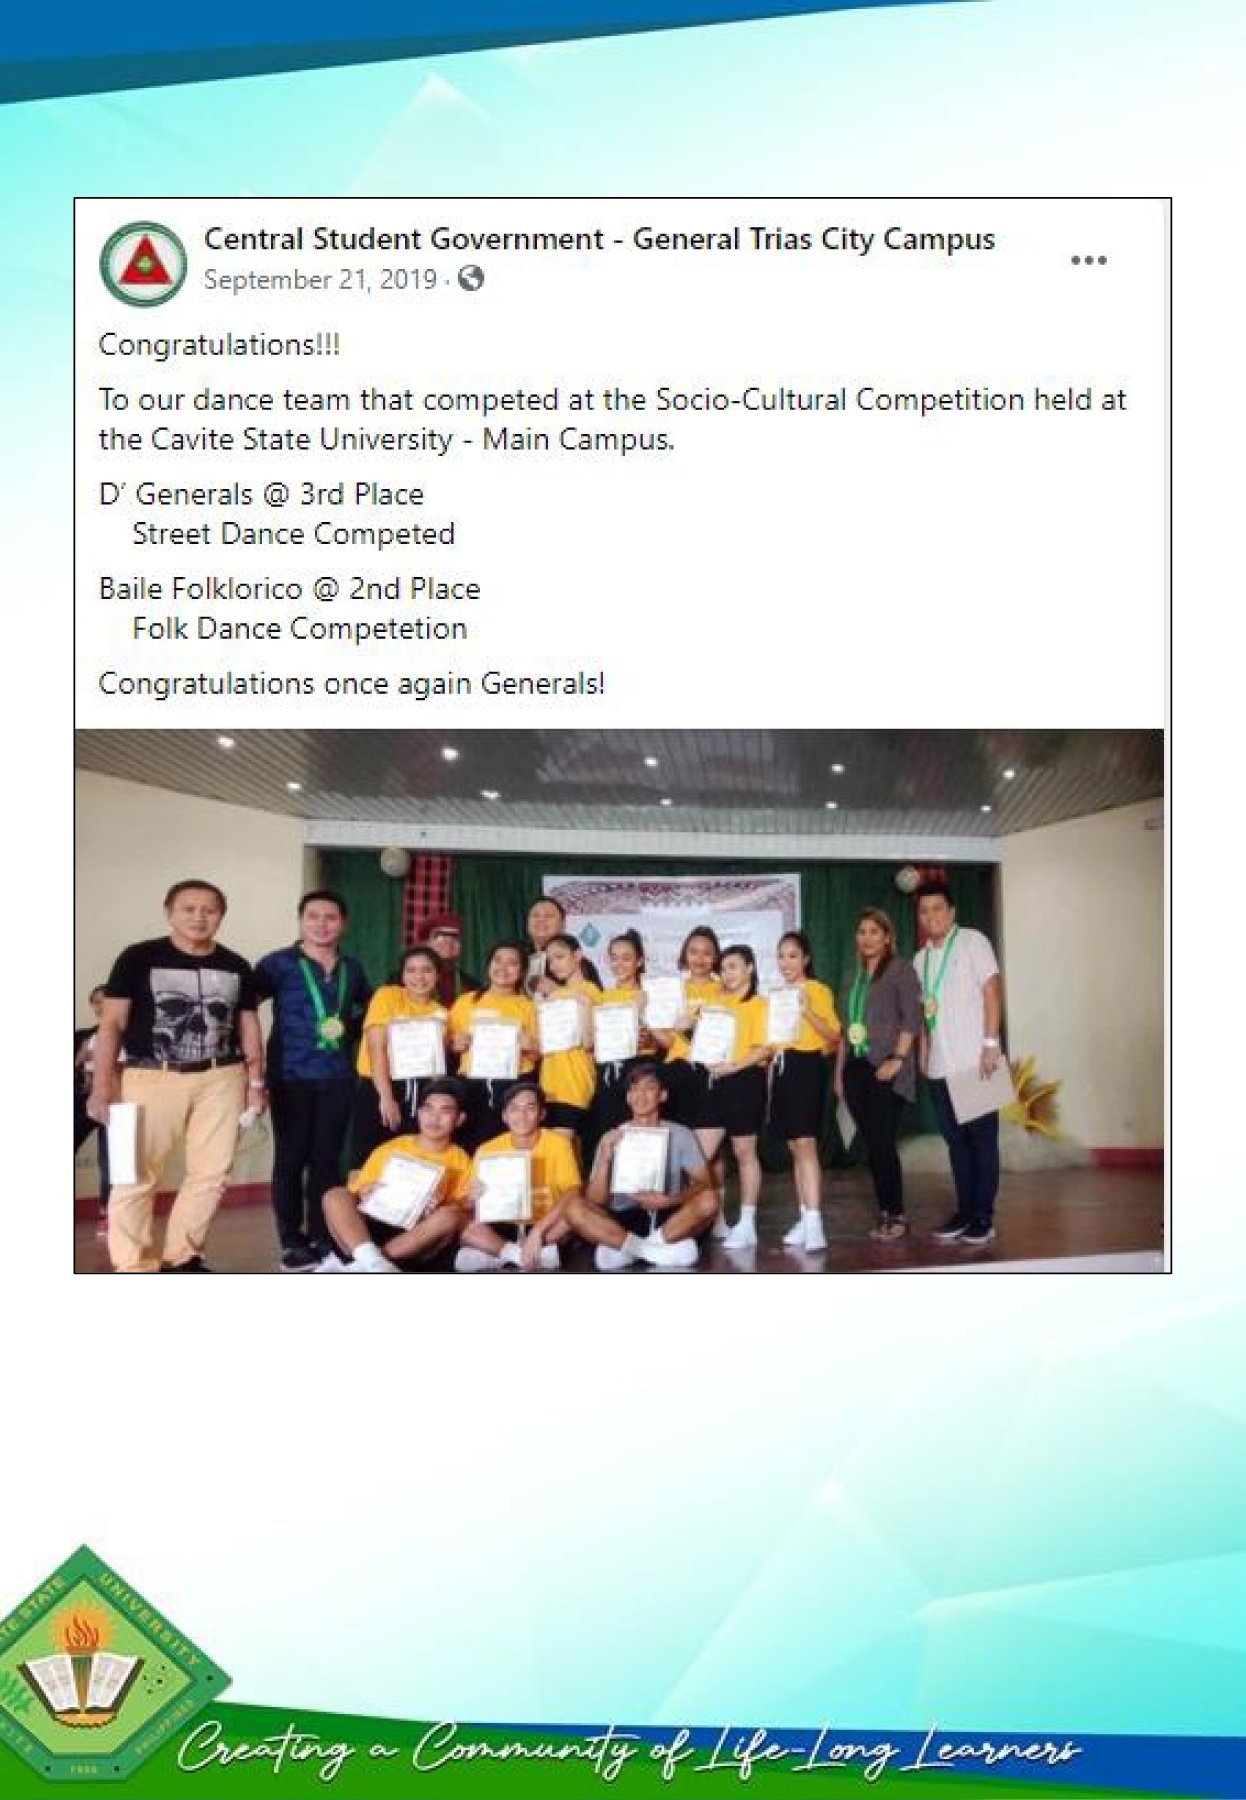 Central Student Government - General Trias City Campus
September 21, 2019 ·
Congratulations!!!
To our dance team that competed at the Socio-Cultural Competition held at
the Cavite State University - Main Campus.
D' Generals @ 3rd Place
Street Dance Competed
Baile Folklorico @ 2nd Place
Folk Dance Competetion
Congratulations once again Generals!
STATE UNIVERSITY
PHILIPPINES
Creating a Community of Life-Long Learners